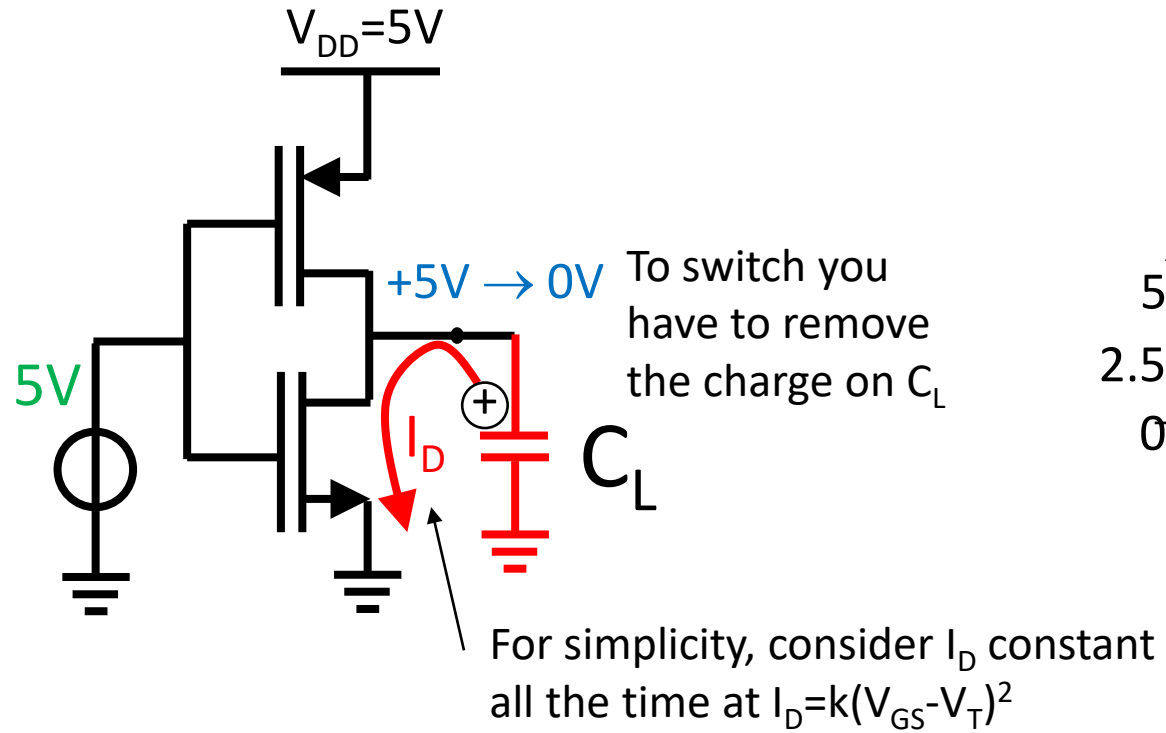 V_DD=5V
+5V → 0V
To switch you
have to remove
the charge on C_L
5
2.5
0
5V
+
I_D
C_L
For simplicity, consider I_D constant
all the time at I_D=k(V_GS-V_T)²